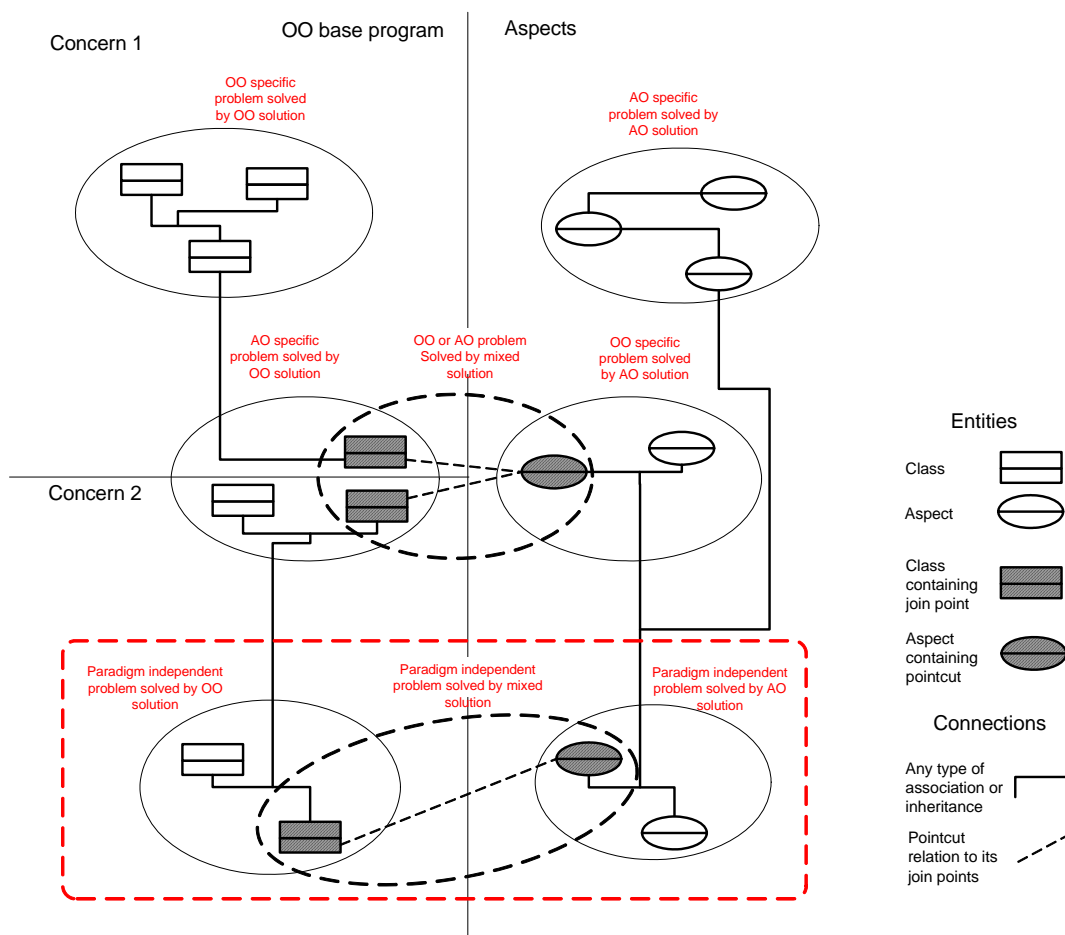 Concern 1
OO base program
Aspects
OO specific
problem solved
by OO solution
AO specific
problem solved by
AO solution
AO specific
problem solved by
OO solution
OO or AO problem
Solved by mixed
solution
OO specific
problem solved
by AO solution
Concern 2
Paradigm independent
problem solved by OO
solution
Paradigm independent
problem solved by mixed
solution
Paradigm independent
problem solved by AO
solution
Entities
Class
Aspect
Class
containing
join point
Aspect
containing
pointcut
Connections
Any type of
association or
inheritance
Pointcut
relation to its
join points